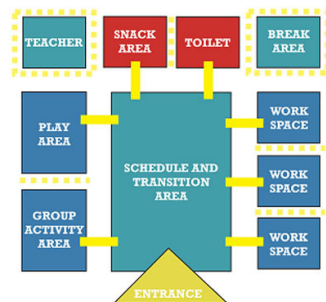 TEACHER
SNACK
AREA
TOILET
BREAK
AREA
PLAY
AREA
WORK
SPACE
SCHEDULE AND
TRANSITION
AREA
WORK
SPACE
GROUP
ACTIVITY
AREA
WORK
SPACE
ENTRANCE